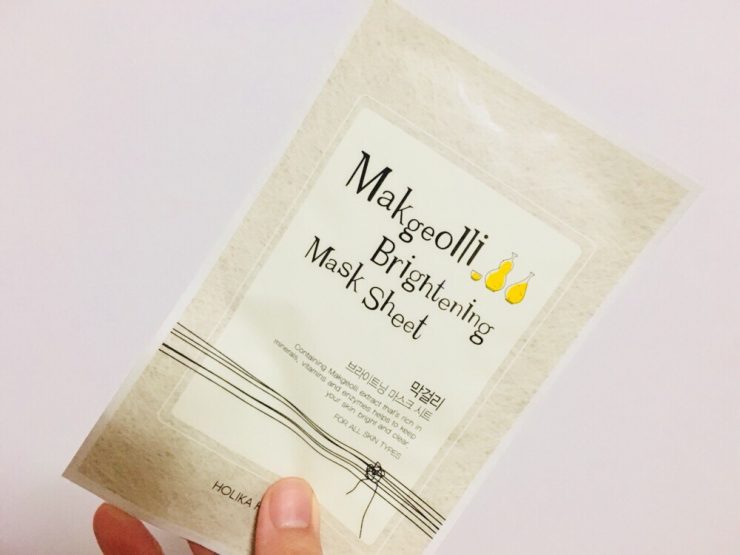 Makgeolli
Brightening
Mask Sheet
막걸리
브라이트닝 마스크 시트
Containing Makgeolli extract that's rich in
minerals, vitamins and enzymes helps to keep
your skin bright and clear.
FOR ALL SKIN TYPES
HOLIKA